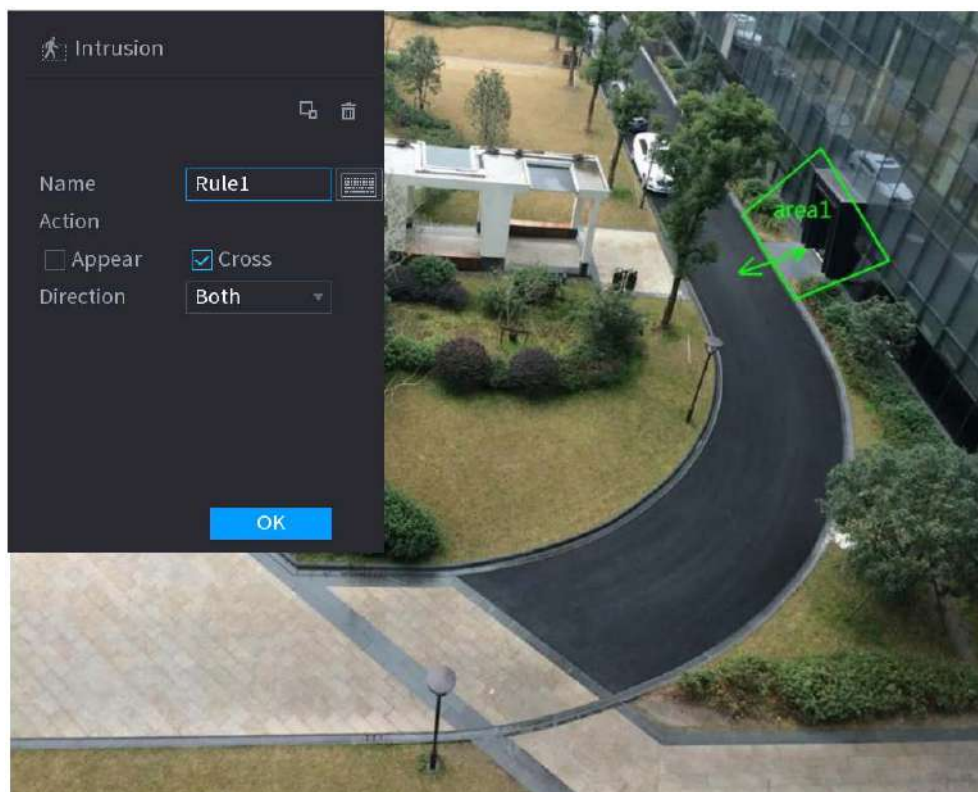 Intrusion
Name Rule1
Action
Appear Cross
Direction Both
OK
area1